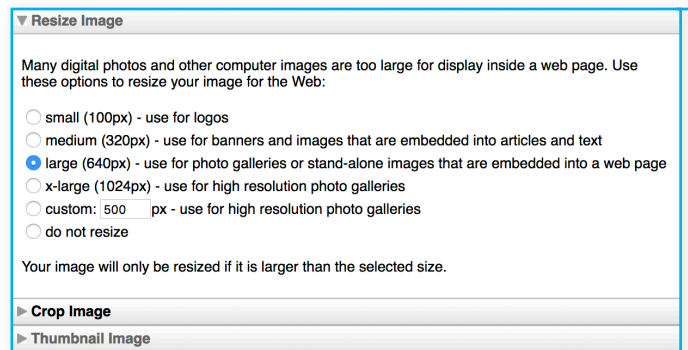 Resize Image
Many digital photos and other computer images are too large for display inside a web page. Use
these options to resize your image for the Web:
small (100px) - use for logos
medium (320px) - use for banners and images that are embedded into articles and text
large (640px) - use for photo galleries or stand-alone images that are embedded into a web page
x-large (1024px) - use for high resolution photo galleries
custom: 500 px - use for high resolution photo galleries
do not resize
Your image will only be resized if it is larger than the selected size.
Crop Image
Thumbnail Image